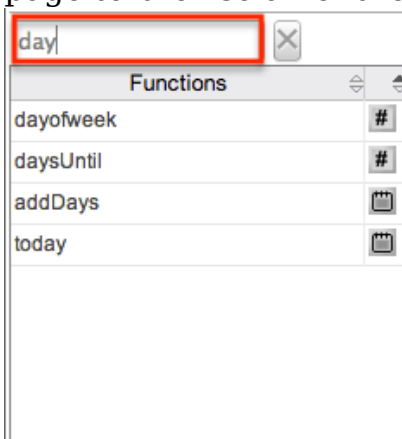 day
Functions
dayofweek #
daysUntil #
addDays
today